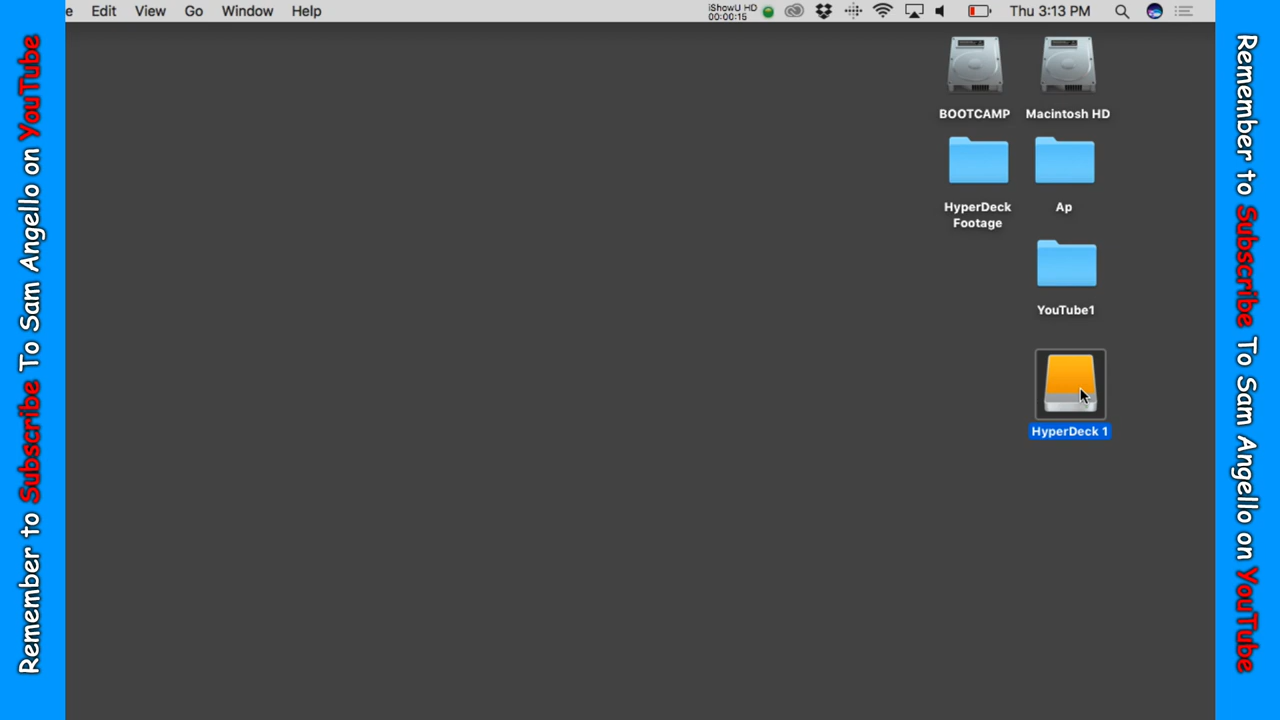 e Edit View Go Window Help iShowU HD 00:00:15 Thu 3:13 PM
BOOTCAMP Macintosh HD
HyperDeck Footage Ap
YouTube1
HyperDeck 1
Remember to Subscribe To Sam Angello on YouTube
Remember to Subscribe To Sam Angello on YouTube